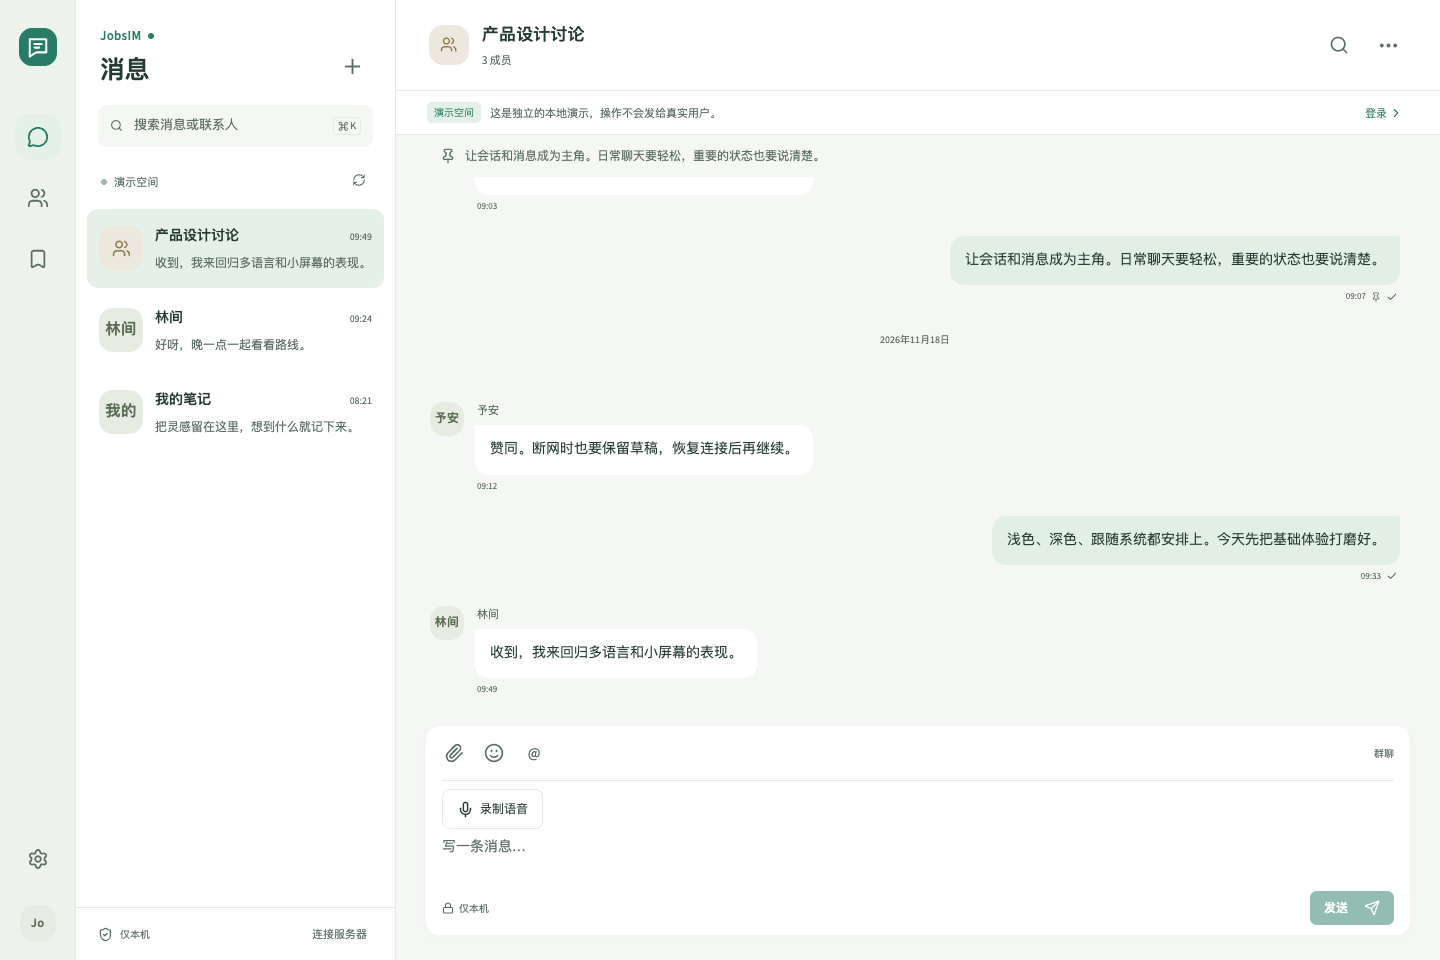 JobsIM
消息
搜索消息或联系人
⌘K
演示空间
产品设计讨论
09:49
收到，我来回归多语言和小屏幕的表现。
林间
林间
09:24
好呀，晚一点一起看看路线。
我的
我的笔记
08:21
把灵感留在这里，想到什么就记下来。
Jo
仅本机
连接服务器
产品设计讨论
3 成员
演示空间
这是独立的本地演示，操作不会发给真实用户。
登录
让会话和消息成为主角。日常聊天要轻松，重要的状态也要说清楚。
09:03
让会话和消息成为主角。日常聊天要轻松，重要的状态也要说清楚。
09:07
2026年11月18日
予安
予安
赞同。断网时也要保留草稿，恢复连接后再继续。
09:12
浅色、深色、跟随系统都安排上。今天先把基础体验打磨好。
09:33
林间
林间
收到，我来回归多语言和小屏幕的表现。
09:49
@
群聊
录制语音
写一条消息...
仅本机
发送